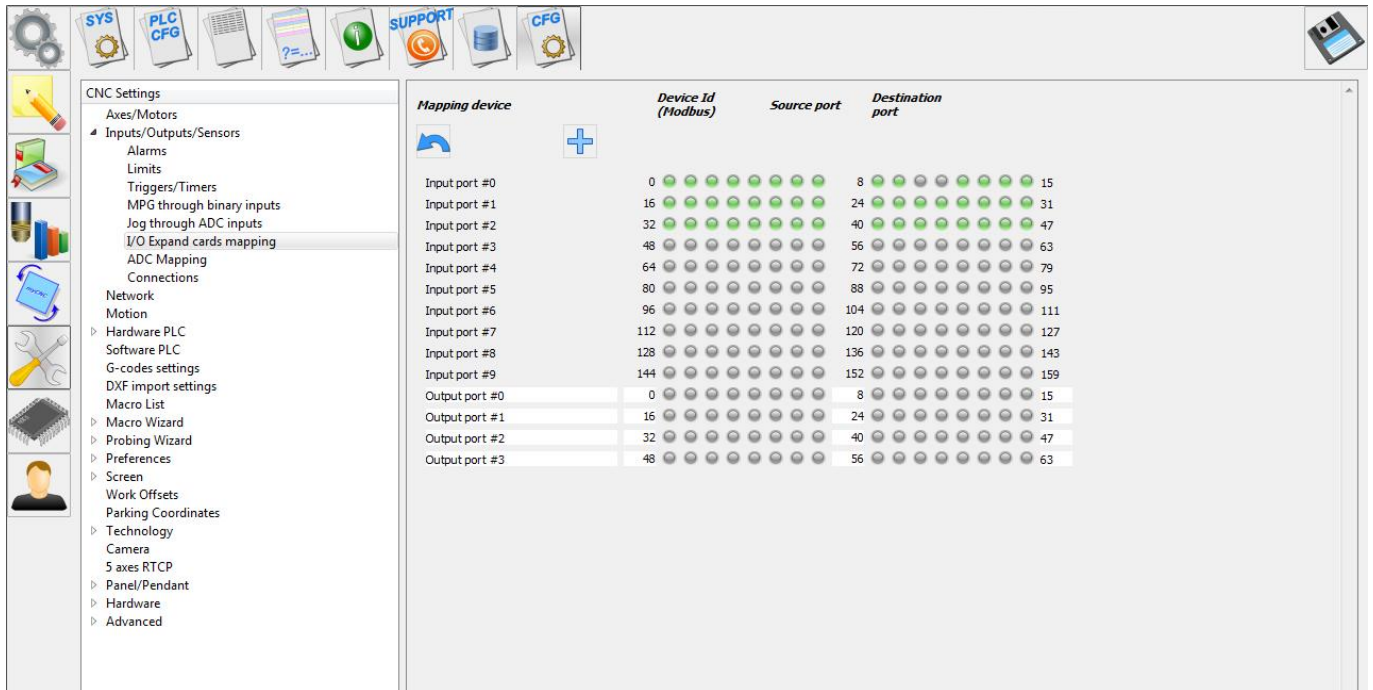 SYS
PLC
CFG
?=...
SUPPORT
CFG
CNC Settings
Axes/Motors
Inputs/Outputs/Sensors
Alarms
Limits
Triggers/Timers
MPG through binary inputs
Jog through ADC inputs
I/O Expand cards mapping
ADC Mapping
Connections
Network
Motion
Hardware PLC
Software PLC
G-codes settings
DXF import settings
Macro List
Macro Wizard
Probing Wizard
Preferences
Screen
Work Offsets
Parking Coordinates
Technology
Camera
5 axes RTCP
Panel/Pendant
Hardware
Advanced
myCNC
Mapping device Device Id (Modbus) Source port Destination port
Input port #0 0 8 15
Input port #1 16 24 31
Input port #2 32 40 47
Input port #3 48 56 63
Input port #4 64 72 79
Input port #5 80 88 95
Input port #6 96 104 111
Input port #7 112 120 127
Input port #8 128 136 143
Input port #9 144 152 159
Output port #0 0 8 15
Output port #1 16 24 31
Output port #2 32 40 47
Output port #3 48 56 63